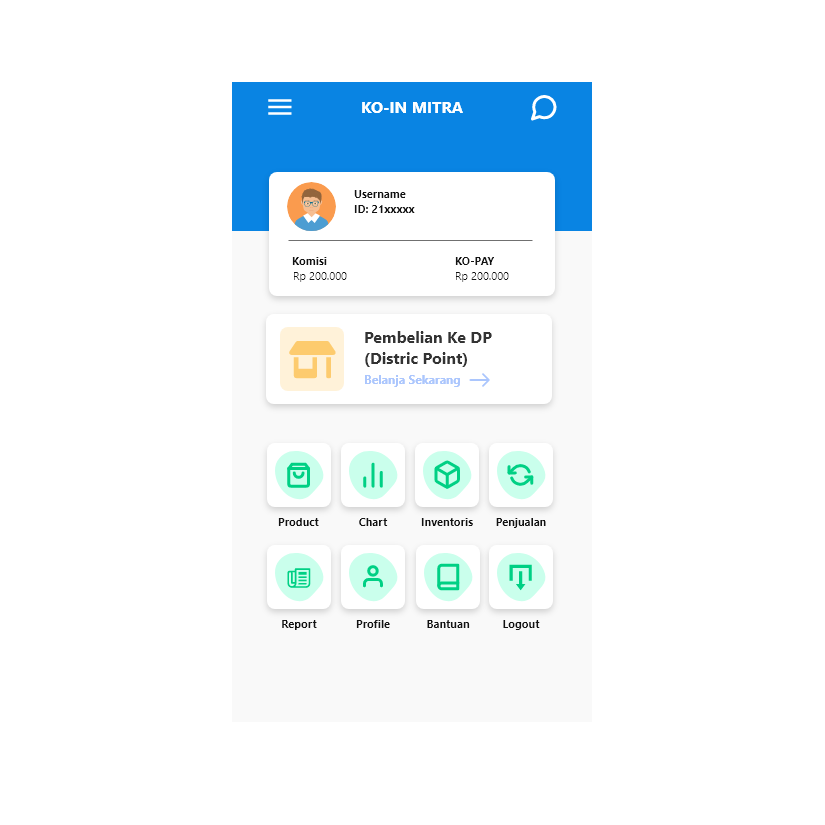 KO-IN MITRA
Username
ID: 21xxxxx
Komisi
KO-PAY
Rp 200.000
Rp 200.000
Pembelian Ke DP
(Distric Point)
Belanja Sekarang
Product
Chart
Inventoris
Penjualan
Report
Profile
Bantuan
Logout